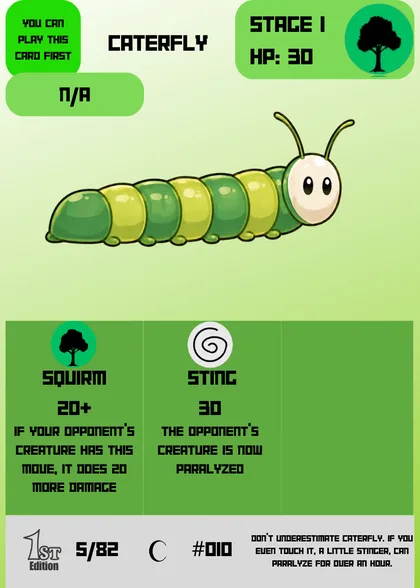 YOU CAN
PLAY THIS
CARD FIRST
CATERFLY
STAGE 1
HP: 30
N/A
SQUIRM
20+
IF YOUR OPPONENT'S
CREATURE HAS THIS
MOVE, IT DOES 20
MORE DAMAGE
STING
30
THE OPPONENT'S
CREATURE IS NOW
PARALYZED
1ST
Edition
5/82
C
#010
DON'T UNDERESTIMATE CATERFLY. IF YOU
EVEN TOUCH IT, A LITTLE STINGER, CAN
PARALYZE FOR OVER AN HOUR.